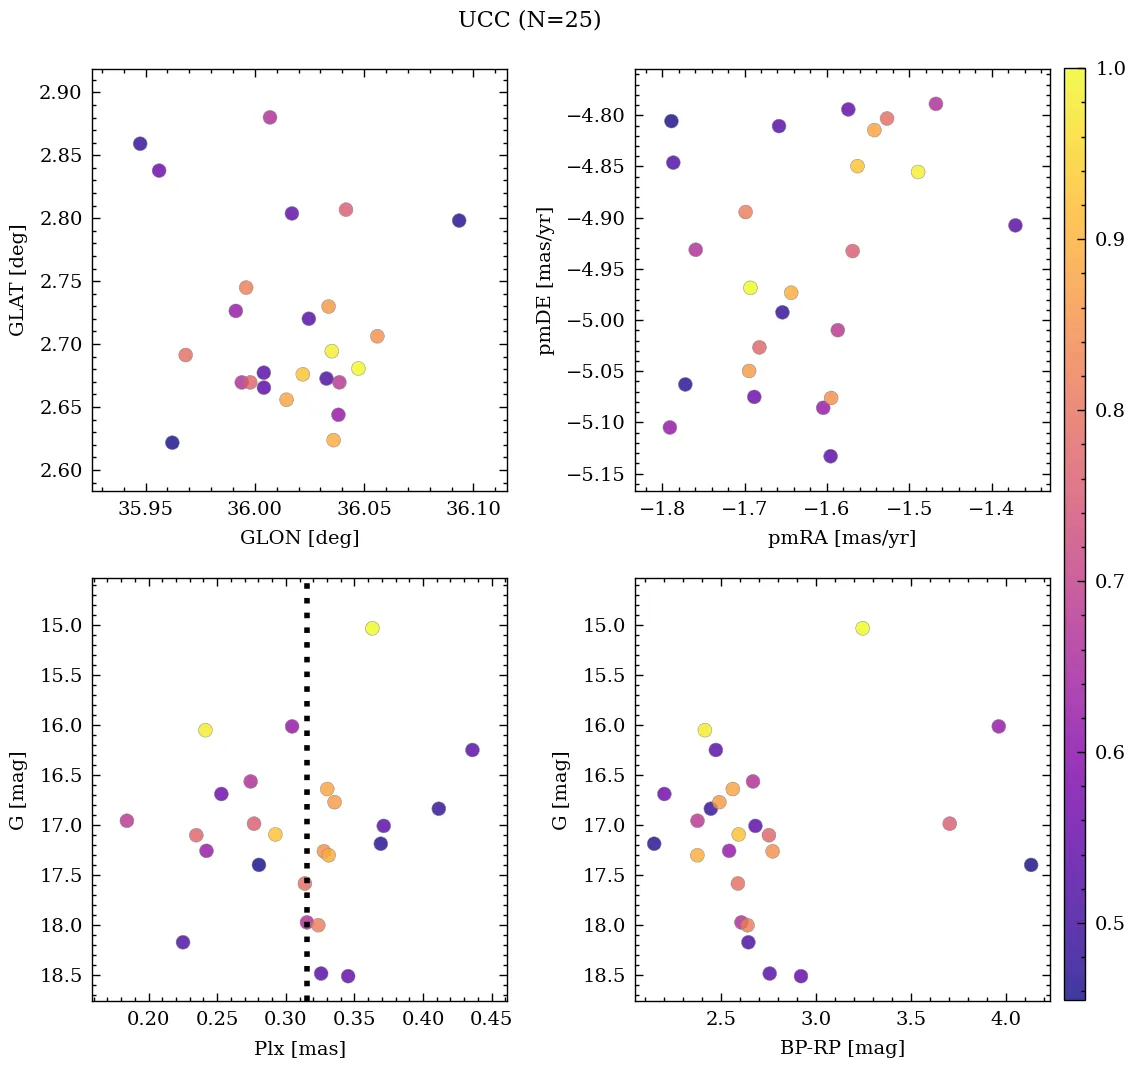 UCC (N=25)
2.90
2.85
2.80
2.75
2.70
2.65
2.60
GLAT [deg]
35.95 36.00 36.05 36.10
GLON [deg]
−4.80
−4.85
−4.90
−4.95
−5.00
−5.05
−5.10
−5.15
pmDE [mas/yr]
−1.8 −1.7 −1.6 −1.5 −1.4
pmRA [mas/yr]
1.0
0.9
0.8
0.7
0.6
0.5
15.0
15.5
16.0
16.5
17.0
17.5
18.0
18.5
G [mag]
0.20 0.25 0.30 0.35 0.40 0.45
Plx [mas]
15.0
15.5
16.0
16.5
17.0
17.5
18.0
18.5
G [mag]
2.5 3.0 3.5 4.0
BP-RP [mag]